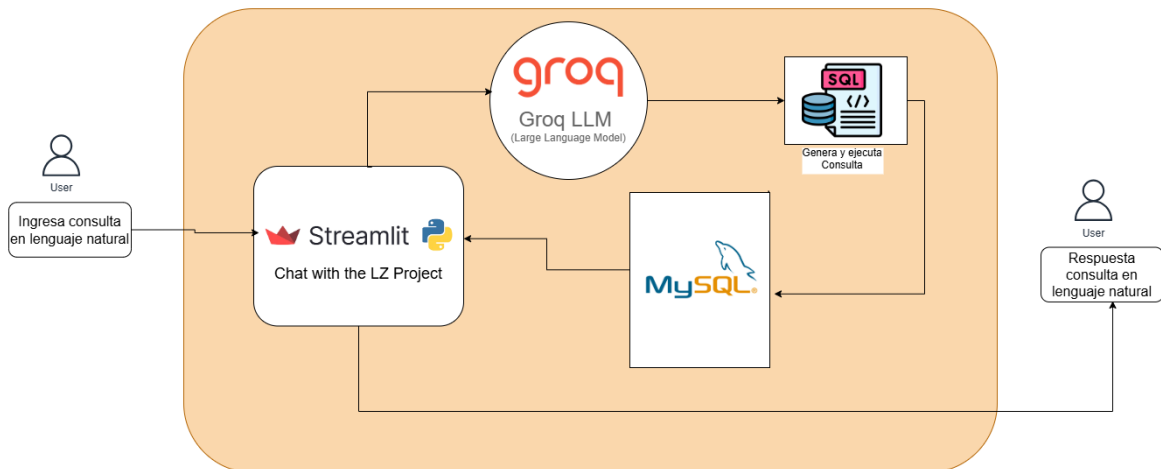 User
Ingresa consulta
en lenguaje natural
Streamlit
Chat with the LZ Project
groq
Groq LLM
(Large Language Model)
SQL
</>
Genera y ejecuta
Consulta
MySQL®
User
Respuesta
consulta en
lenguaje natural